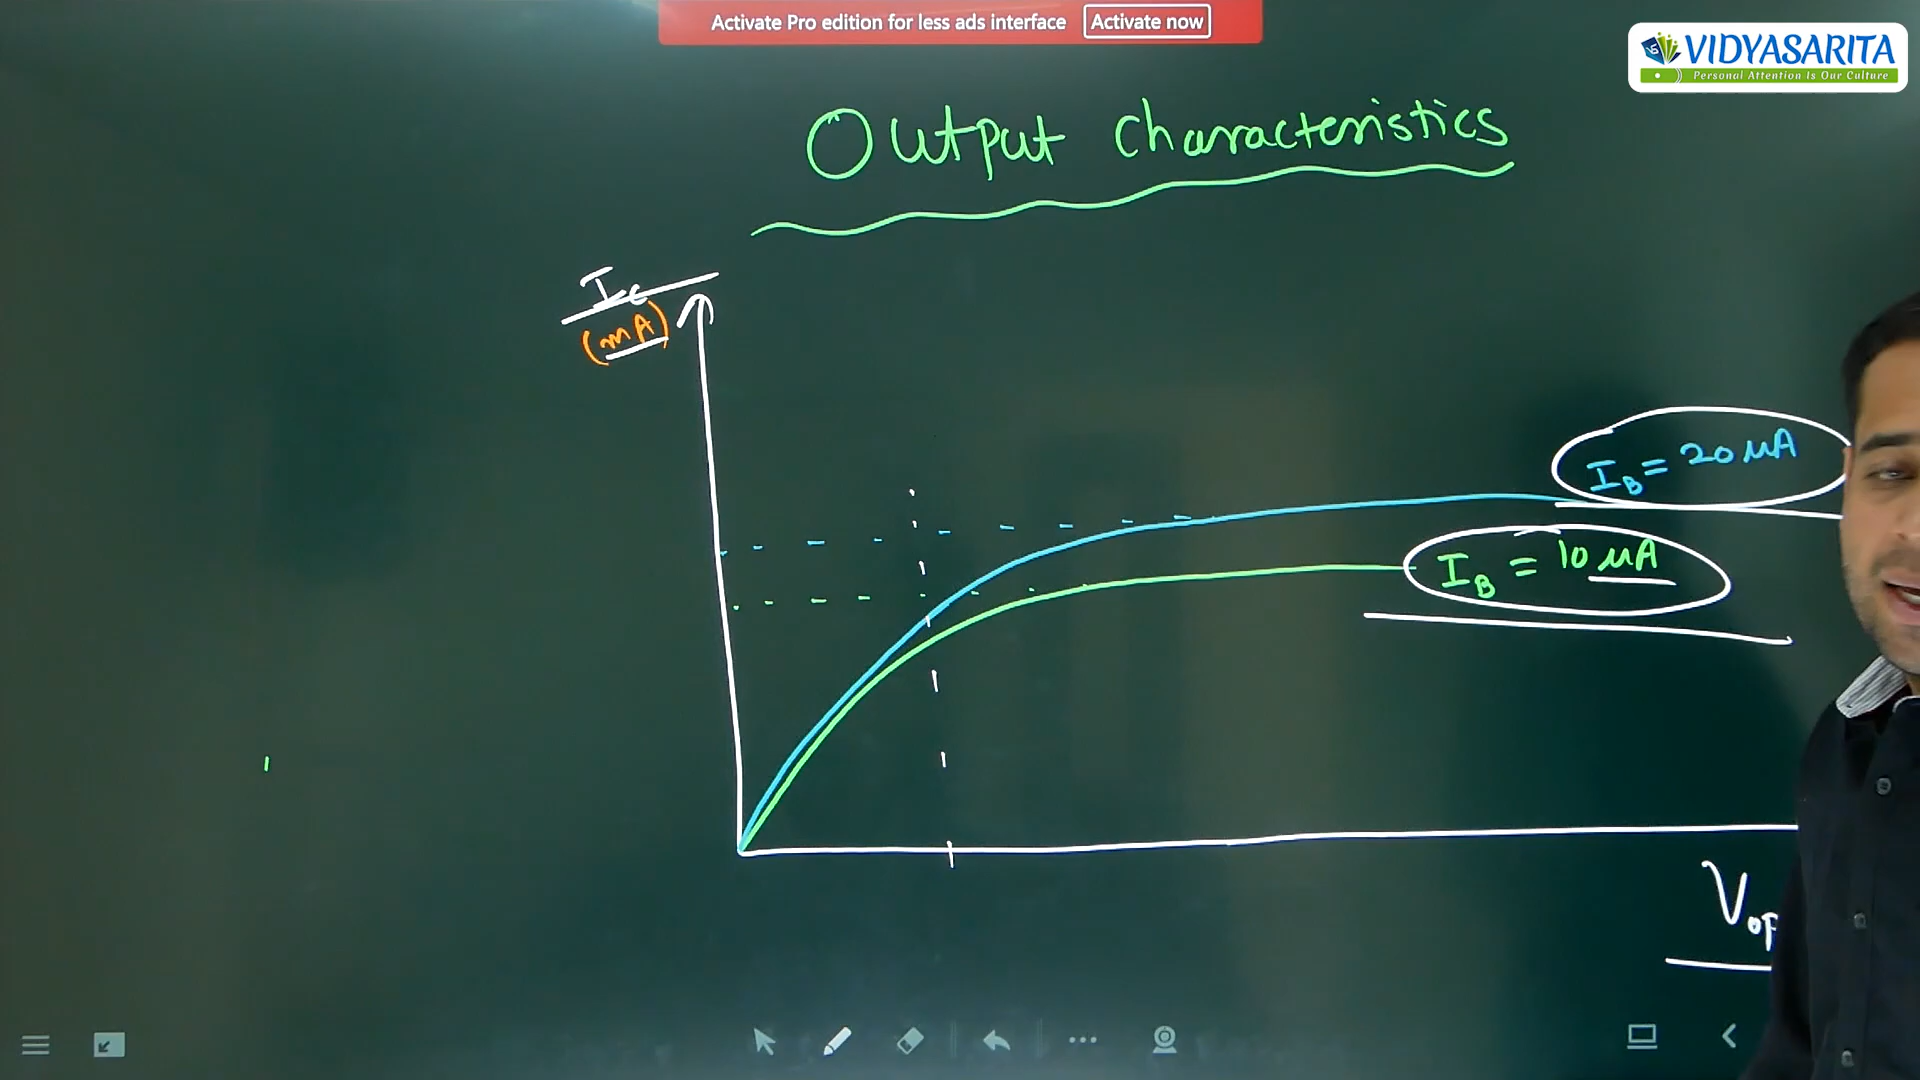 Activate Pro edition for less ads interface Activate now
VIDYASARITA
Personal Attention Is Our Culture
Output characteristics
Ic
(mA)
IB = 20 μA
IB = 10 μA